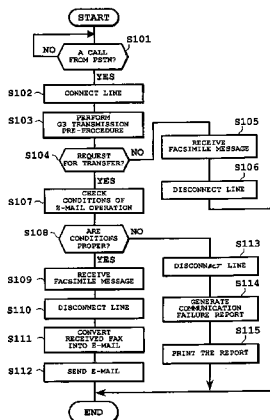 START
S101
NO
A CALL
FROM PSTN?
YES
S102
CONNECT LINE
S103
PERFORM
G3 TRANSMISSION
PRE-PROCEDURE
S104
REQUEST
FOR TRANSFER?
NO
S105
RECEIVE
FACSIMILE MESSAGE
S106
DISCONNECT LINE
YES
S107
CHECK
CONDITIONS OF
E-MAIL OPERATION
S108
ARE
CONDITIONS
PROPER?
NO
YES
S109
RECEIVE
FACSIMILE MESSAGE
S110
DISCONNECT LINE
S111
CONVERT
RECEIVED FAX
INTO E-MAIL
S112
SEND E-MAIL
S113
DISCONNECT LINE
S114
GENERATE
COMMUNICATION
FAILURE REPORT
S115
PRINT THE REPORT
END